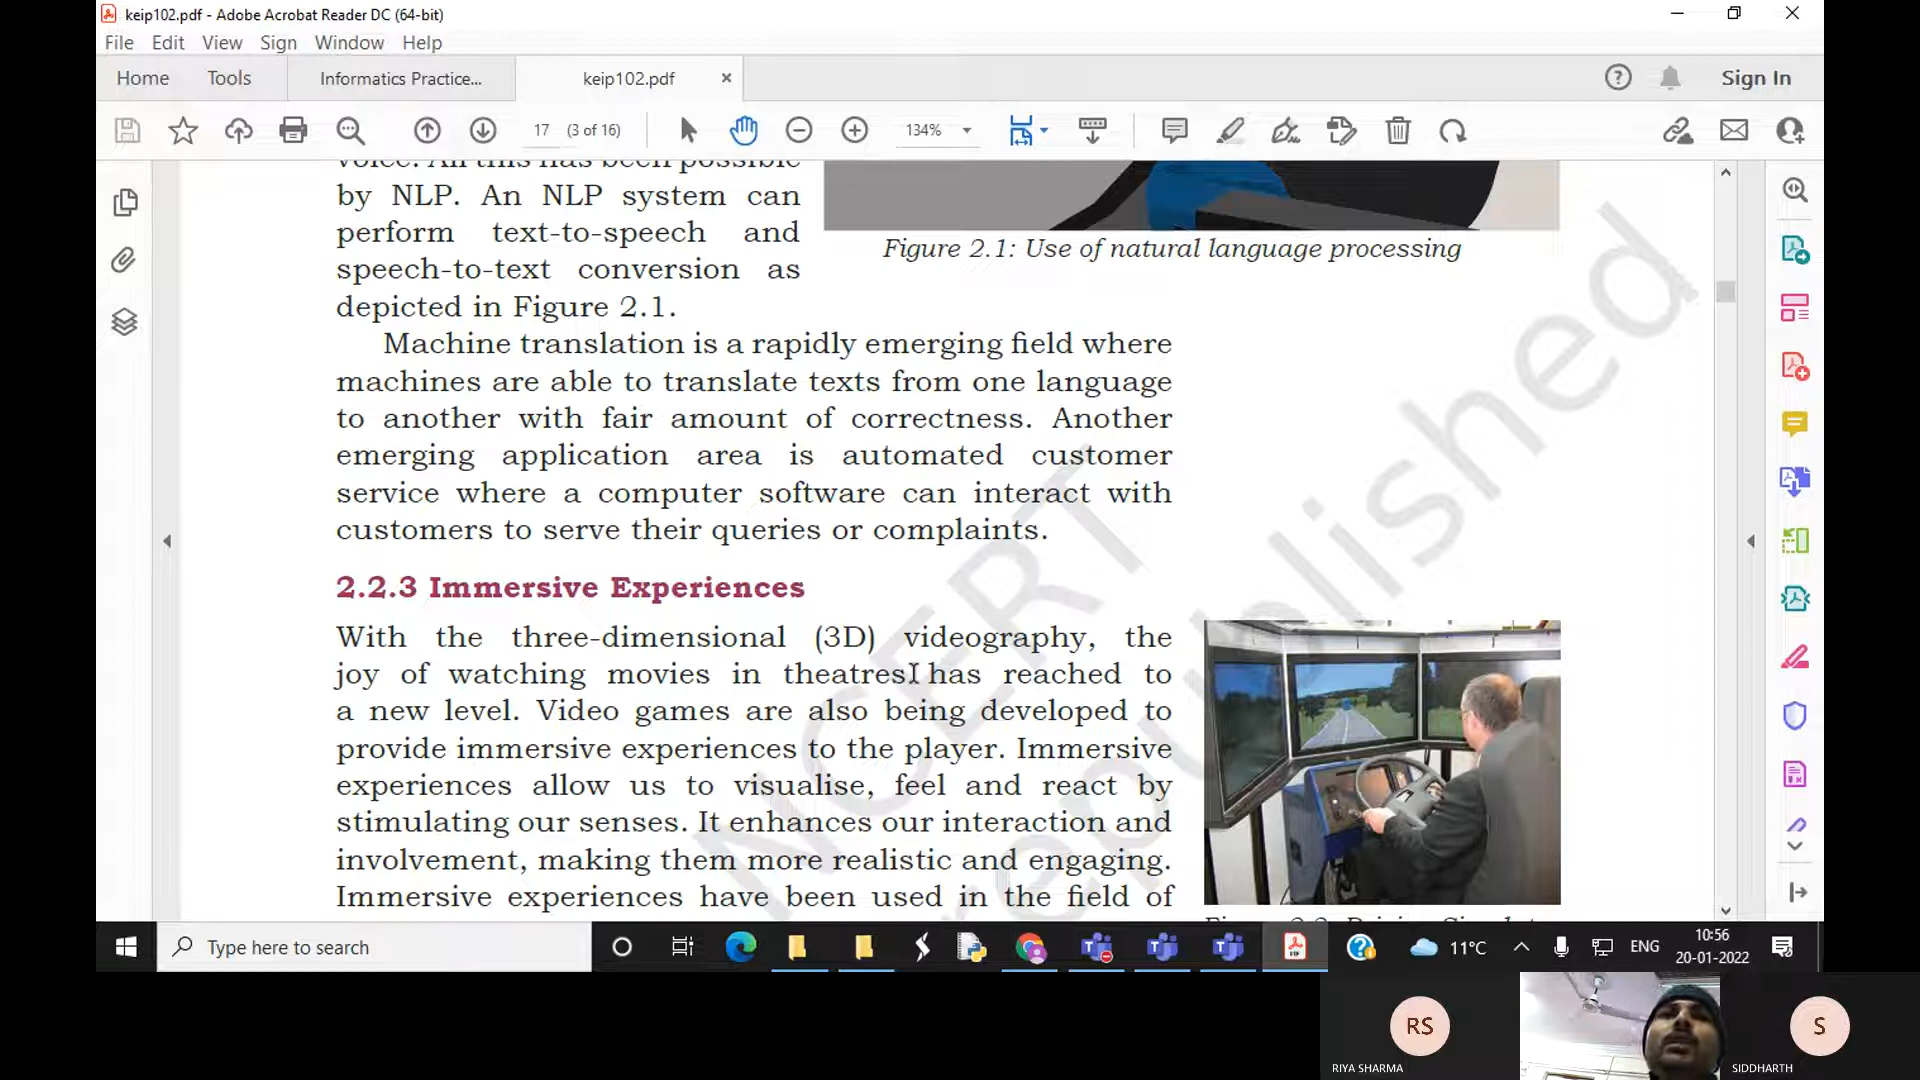 keip102.pdf - Adobe Acrobat Reader DC (64-bit)
File Edit View Sign Window Help
Home Tools Informatics Practice... keip102.pdf × Sign In
17 (3 of 16) 134%
voice. All this has been possible
by NLP. An NLP system can
perform text-to-speech and
speech-to-text conversion as
depicted in Figure 2.1.
Figure 2.1: Use of natural language processing
Machine translation is a rapidly emerging field where
machines are able to translate texts from one language
to another with fair amount of correctness. Another
emerging application area is automated customer
service where a computer software can interact with
customers to serve their queries or complaints.
2.2.3 Immersive Experiences
With the three-dimensional (3D) videography, the
joy of watching movies in theatres has reached to
a new level. Video games are also being developed to
provide immersive experiences to the player. Immersive
experiences allow us to visualise, feel and react by
stimulating our senses. It enhances our interaction and
involvement, making them more realistic and engaging.
Immersive experiences have been used in the field of
NCERT
republished
Type here to search
11°C ENG 10:56
20-01-2022
RS
RIYA SHARMA
S
SIDDHARTH